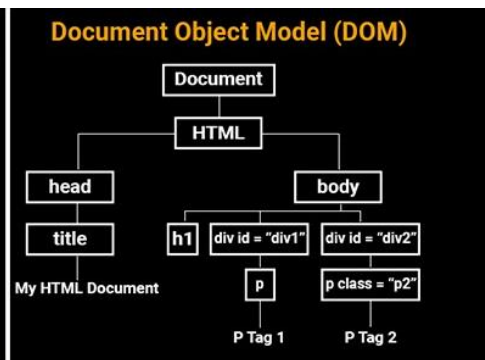 Document Object Model (DOM)
Document
HTML
head
body
title
h1
div id = "div1"
div id = "div2"
My HTML Document
p
p class = "p2"
P Tag 1
P Tag 2